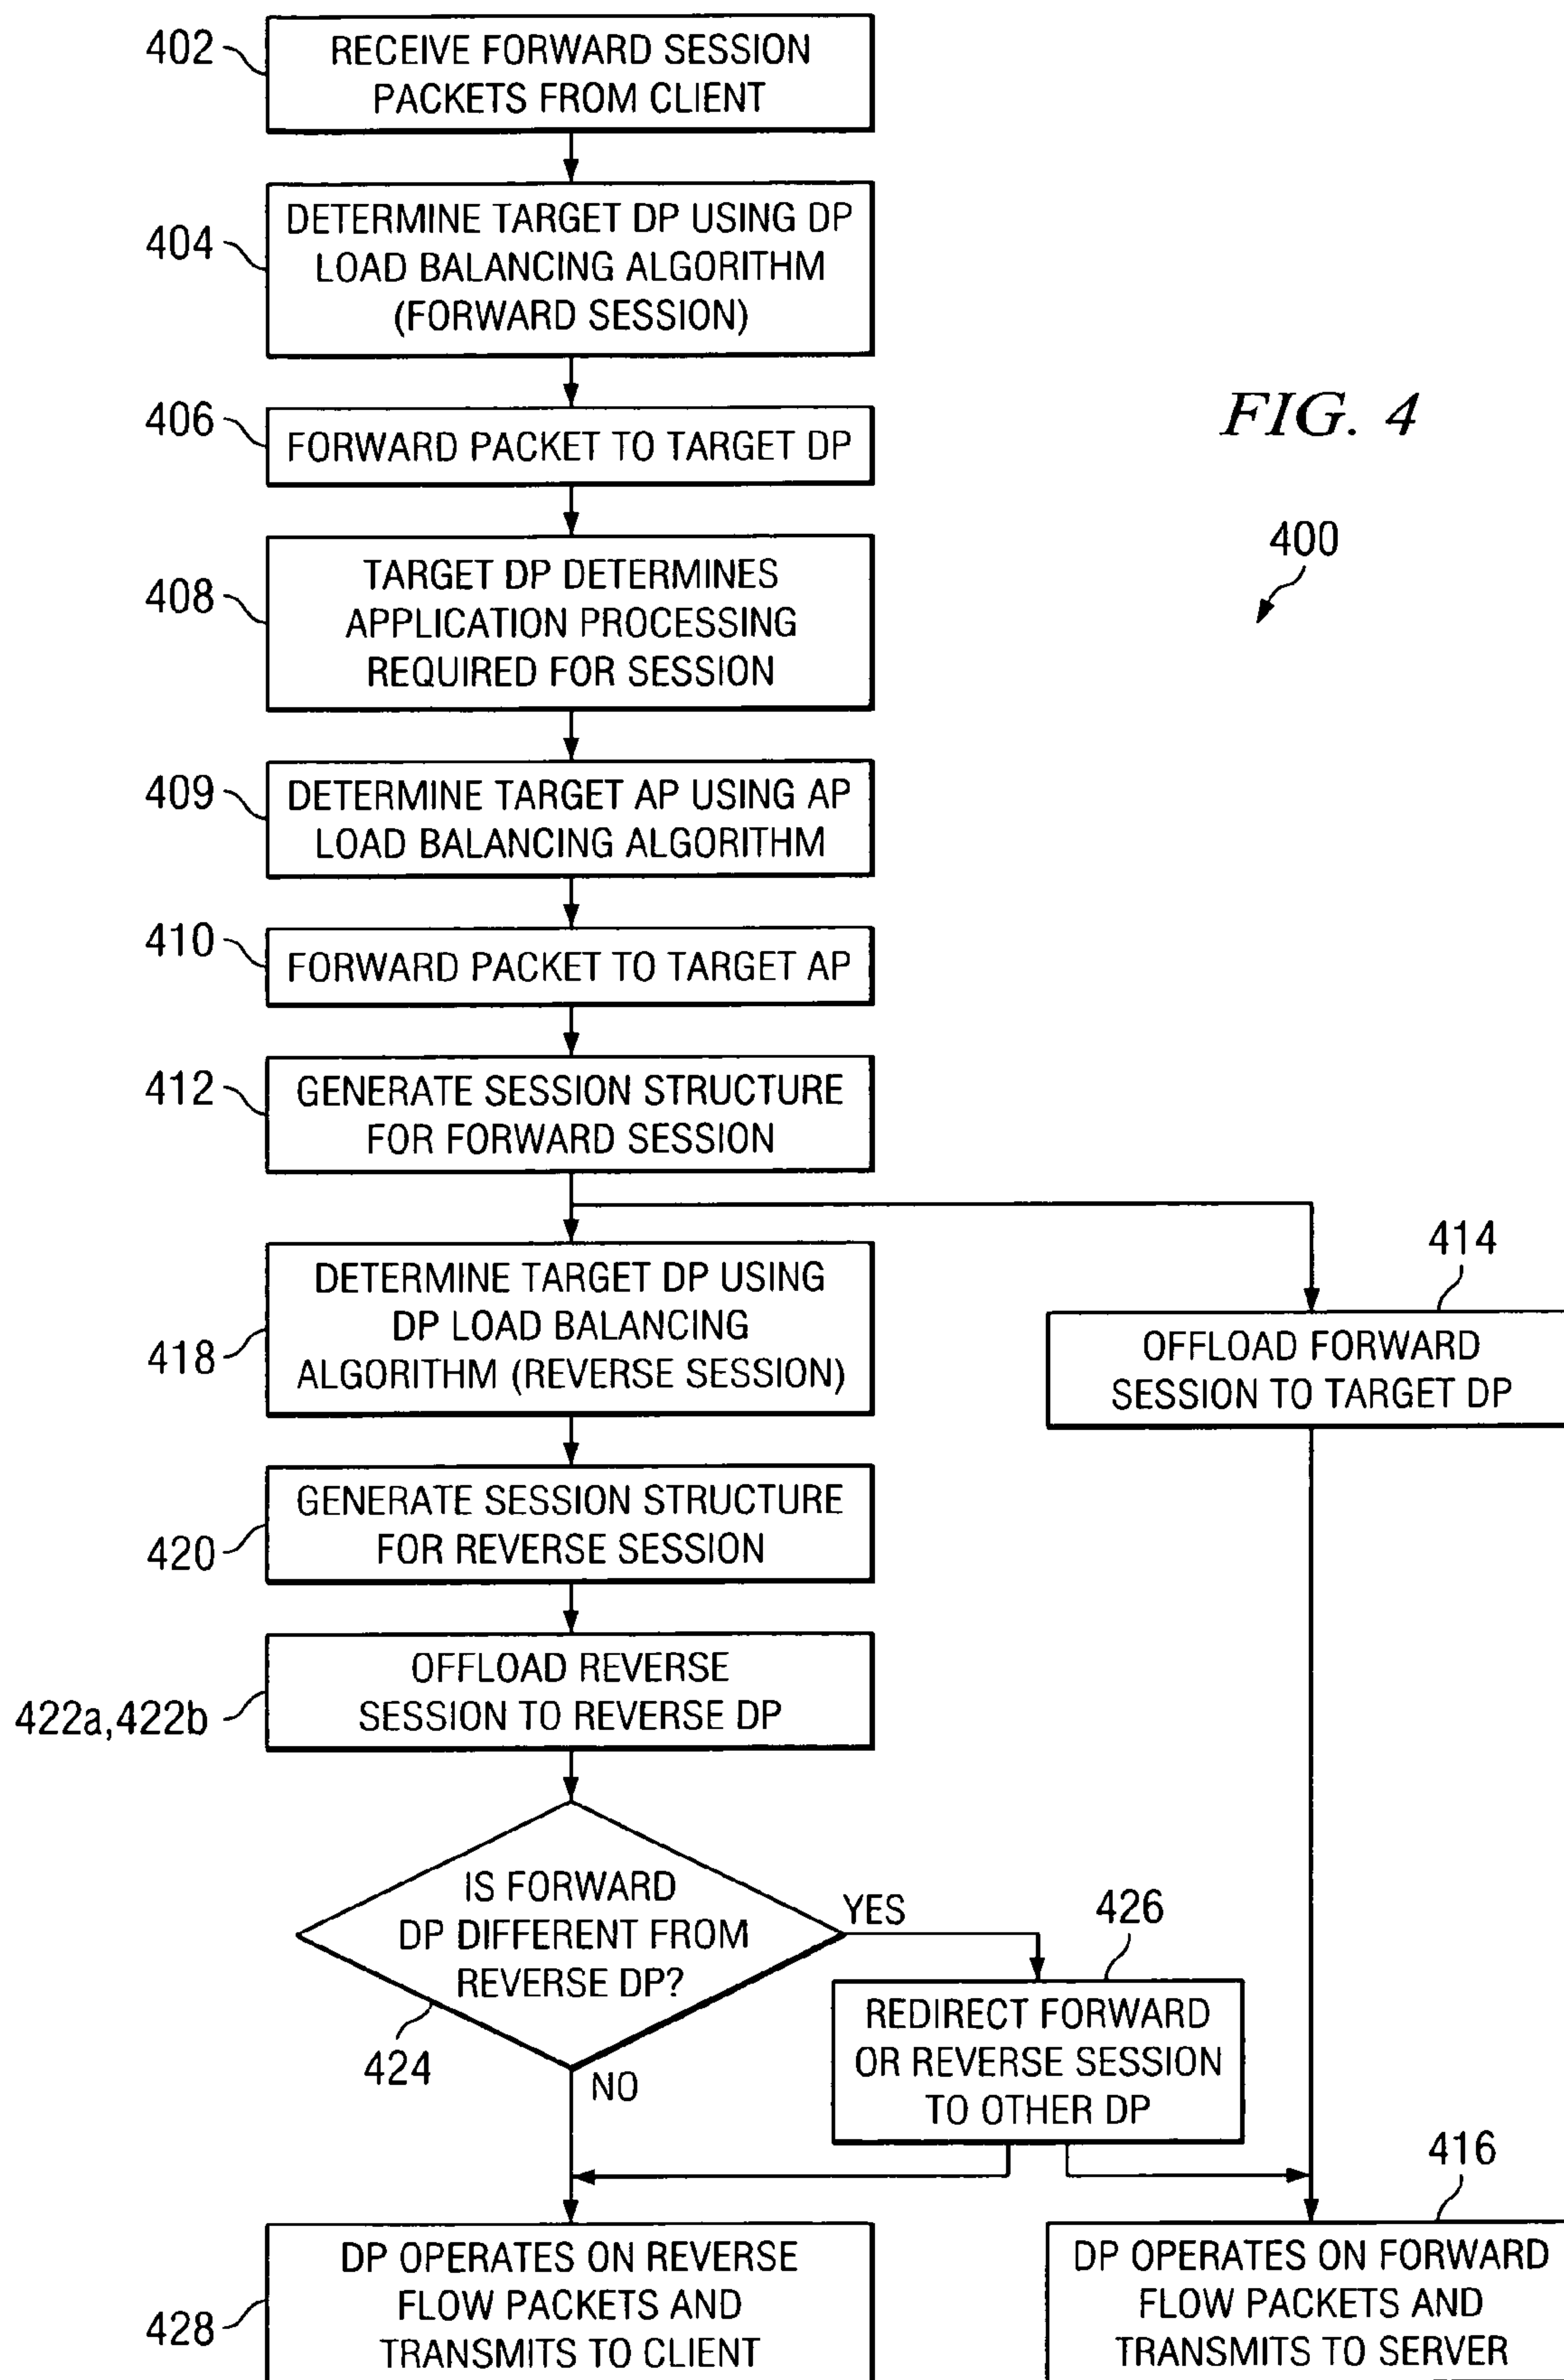 402
RECEIVE FORWARD SESSION
PACKETS FROM CLIENT
404
DETERMINE TARGET DP USING DP
LOAD BALANCING ALGORITHM
(FORWARD SESSION)
406
FORWARD PACKET TO TARGET DP
FIG. 4
400
408
TARGET DP DETERMINES
APPLICATION PROCESSING
REQUIRED FOR SESSION
409
DETERMINE TARGET AP USING AP
LOAD BALANCING ALGORITHM
410
FORWARD PACKET TO TARGET AP
412
GENERATE SESSION STRUCTURE
FOR FORWARD SESSION
418
DETERMINE TARGET DP USING
DP LOAD BALANCING
ALGORITHM (REVERSE SESSION)
414
OFFLOAD FORWARD
SESSION TO TARGET DP
420
GENERATE SESSION STRUCTURE
FOR REVERSE SESSION
422a,422b
OFFLOAD REVERSE
SESSION TO REVERSE DP
IS FORWARD
DP DIFFERENT FROM
REVERSE DP?
424
YES
NO
426
REDIRECT FORWARD
OR REVERSE SESSION
TO OTHER DP
428
DP OPERATES ON REVERSE
FLOW PACKETS AND
TRANSMITS TO CLIENT
416
DP OPERATES ON FORWARD
FLOW PACKETS AND
TRANSMITS TO SERVER